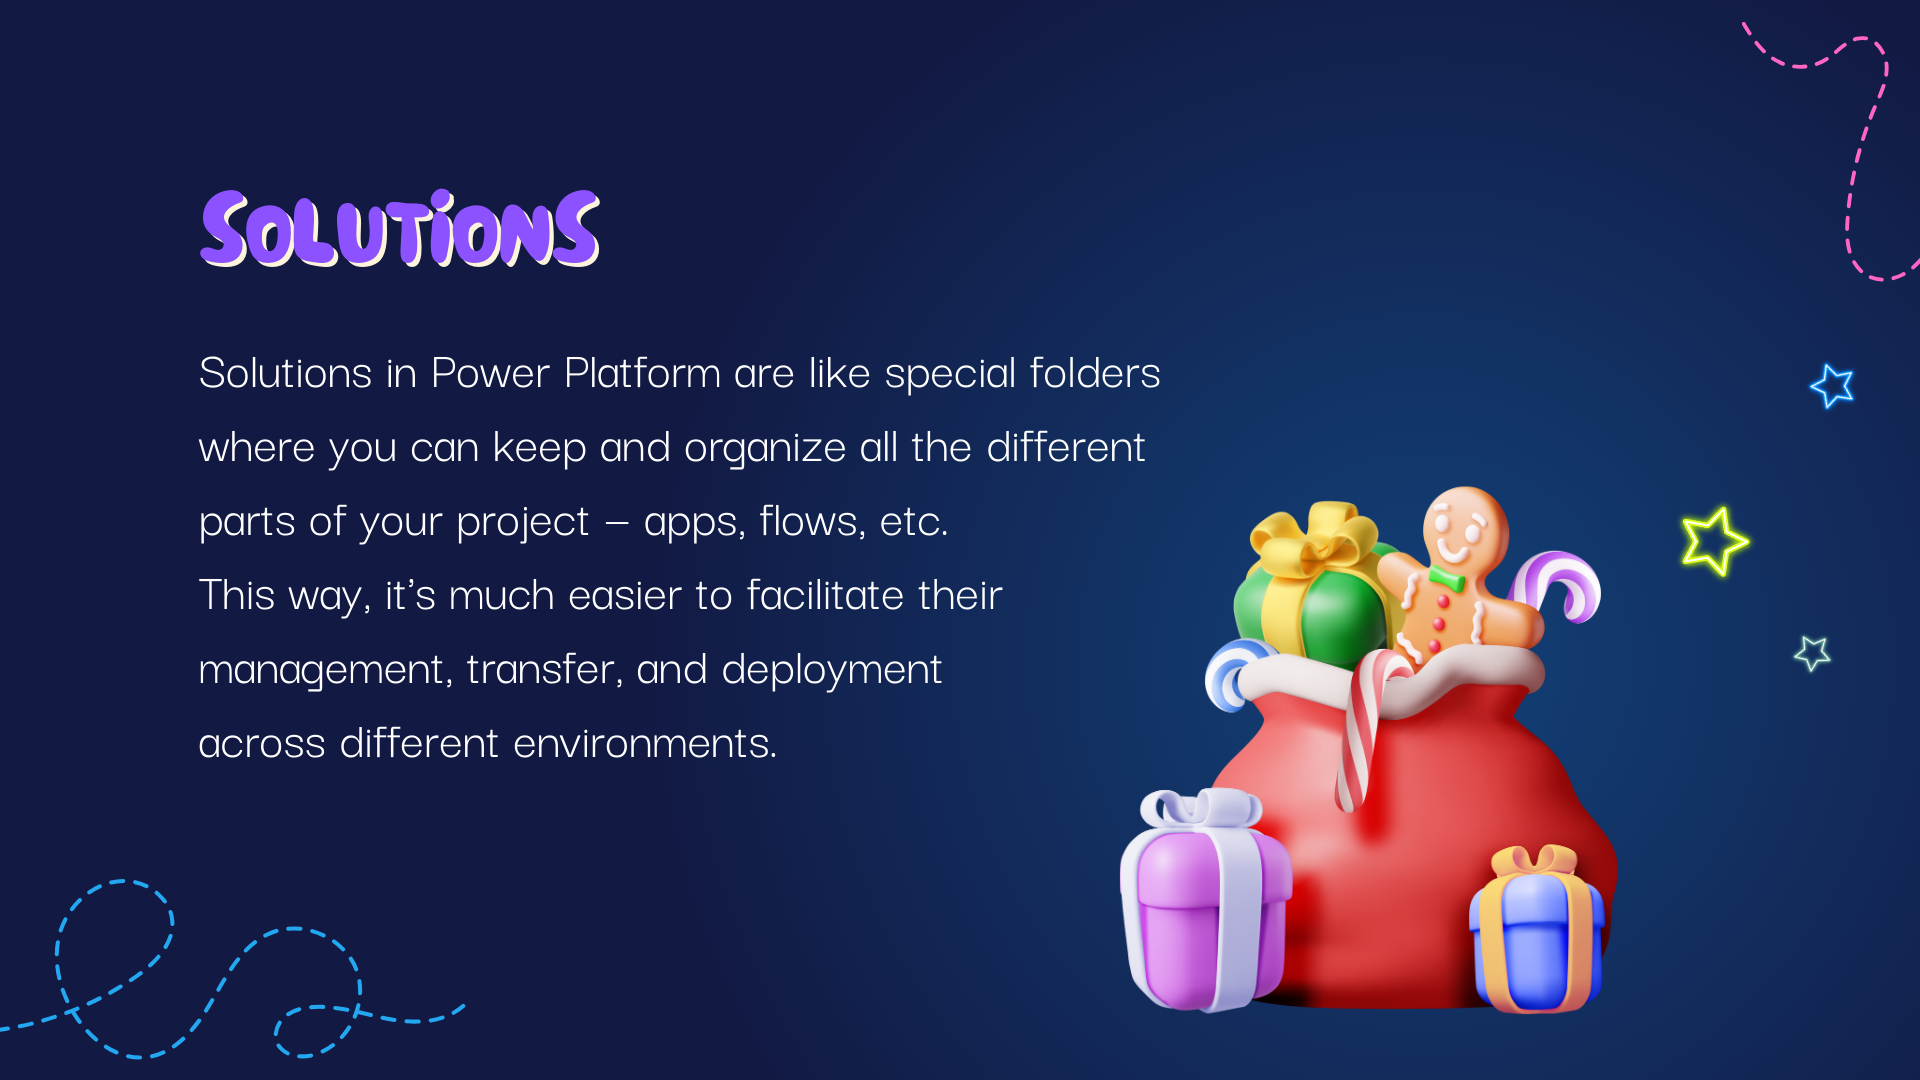 SOLUTiONS
Solutions in Power Platform are like special folders
where you can keep and organize all the different
parts of your project – apps, flows, etc.
This way, it’s much easier to facilitate their
management, transfer, and deployment
across different environments.